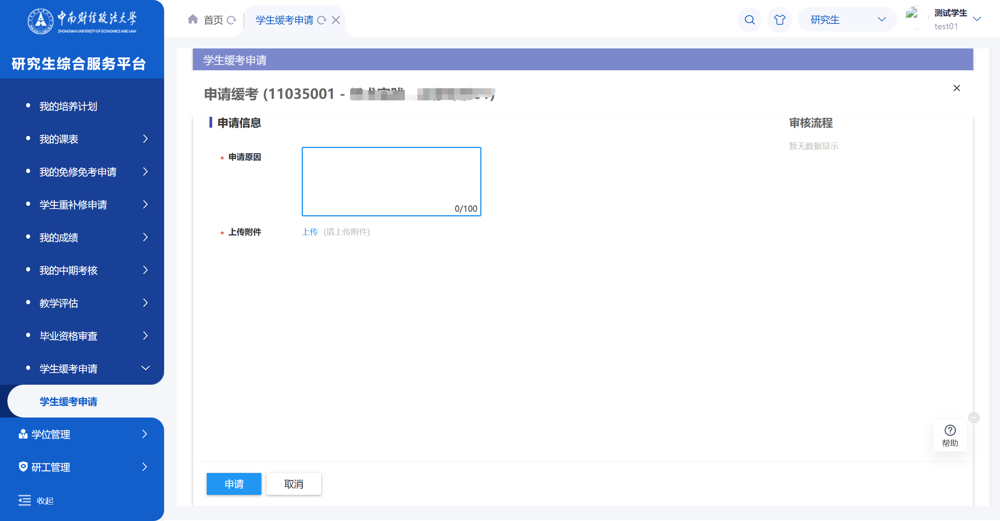 中南财经政法大学
ZHONGNAN UNIVERSITY OF ECONOMICS AND LAW
研究生综合服务平台
我的培养计划
我的课表
我的免修免考申请
学生重补修申请
我的成绩
我的中期考核
教学评估
毕业资格审查
学生缓考申请
学生缓考申请
学位管理
研工管理
收起
首页
学生缓考申请
研究生
测试学生
test01
学生缓考申请
申请缓考 (11035001 -
申请信息
* 申请原因
0/100
* 上传附件
上传 (请上传附件)
审核流程
暂无数据显示
帮助
申请
取消